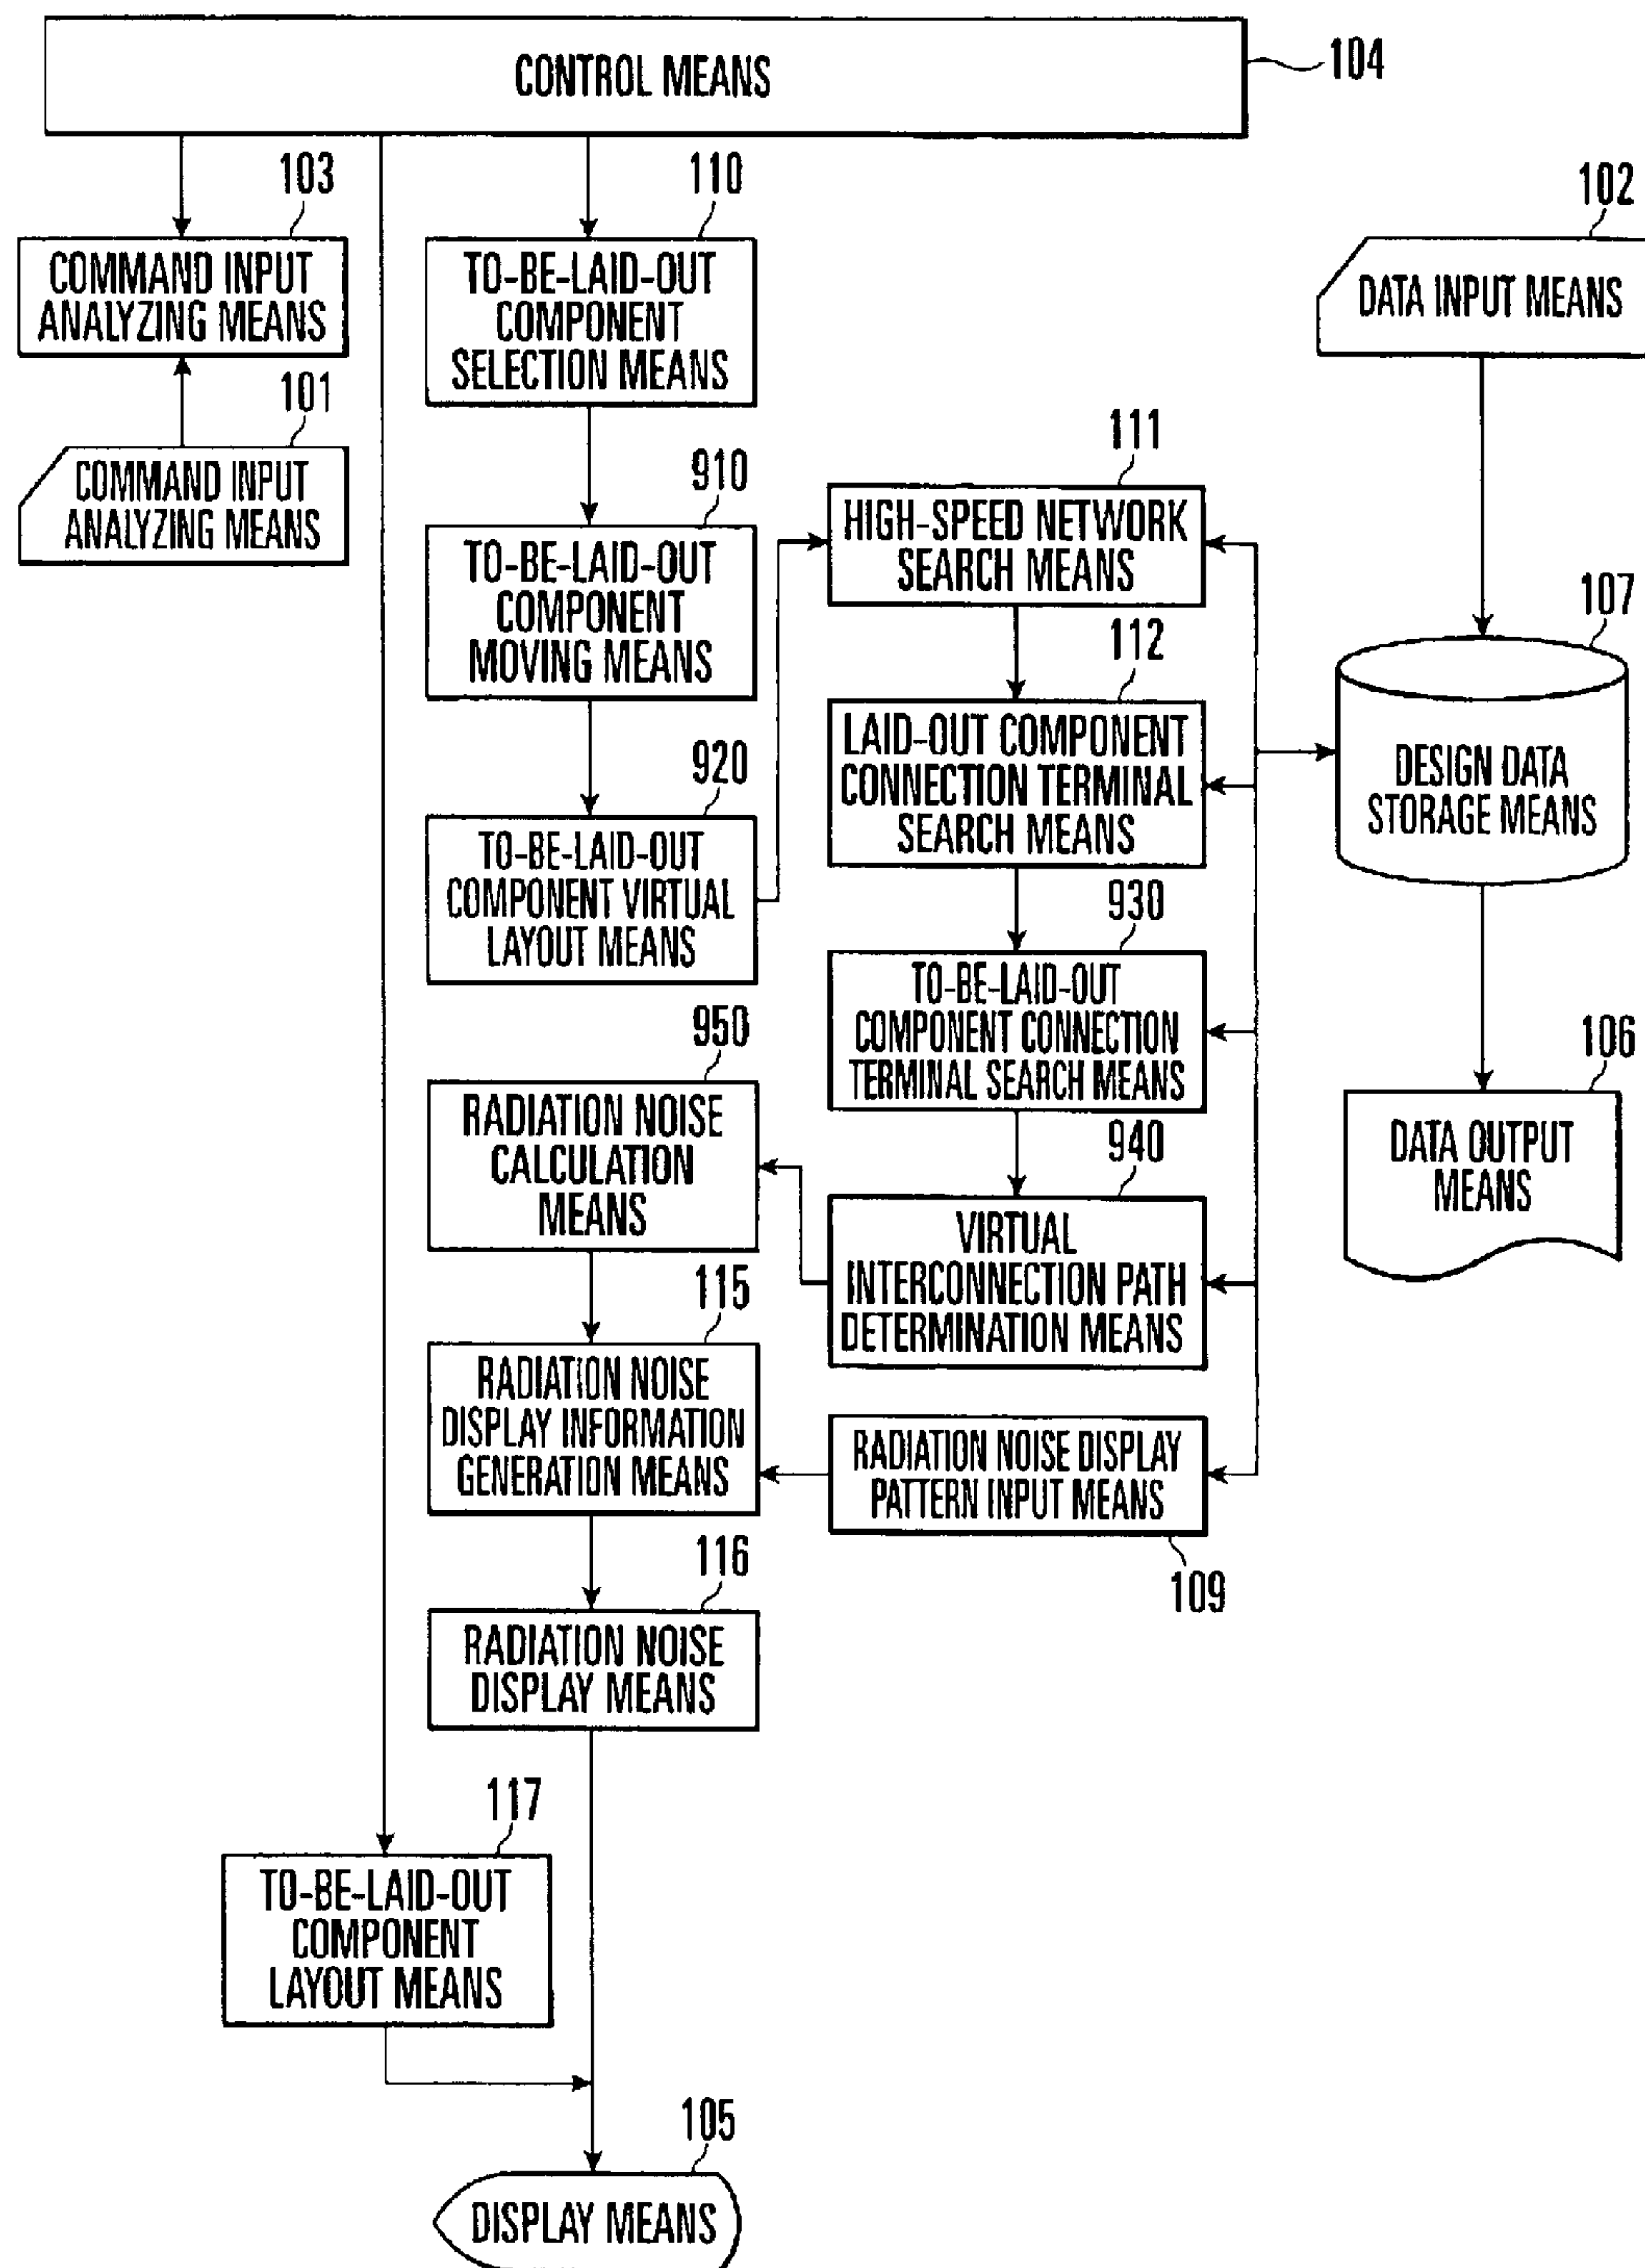 CONTROL MEANS
104
103
COMMAND INPUT
ANALYZING MEANS
101
COMMAND INPUT
ANALYZING MEANS
110
TO-BE-LAID-OUT
COMPONENT
SELECTION MEANS
910
TO-BE-LAID-OUT
COMPONENT
MOVING MEANS
920
TO-BE-LAID-OUT
COMPONENT VIRTUAL
LAYOUT MEANS
111
HIGH-SPEED NETWORK
SEARCH MEANS
112
LAID-OUT COMPONENT
CONNECTION TERMINAL
SEARCH MEANS
930
TO-BE-LAID-OUT
COMPONENT CONNECTION
TERMINAL SEARCH MEANS
940
VIRTUAL
INTERCONNECTION PATH
DETERMINATION MEANS
102
DATA INPUT MEANS
107
DESIGN DATA
STORAGE MEANS
106
DATA OUTPUT
MEANS
950
RADIATION NOISE
CALCULATION
MEANS
115
RADIATION NOISE
DISPLAY INFORMATION
GENERATION MEANS
RADIATION NOISE DISPLAY
PATTERN INPUT MEANS
109
116
RADIATION NOISE
DISPLAY MEANS
117
TO-BE-LAID-OUT
COMPONENT
LAYOUT MEANS
105
DISPLAY MEANS